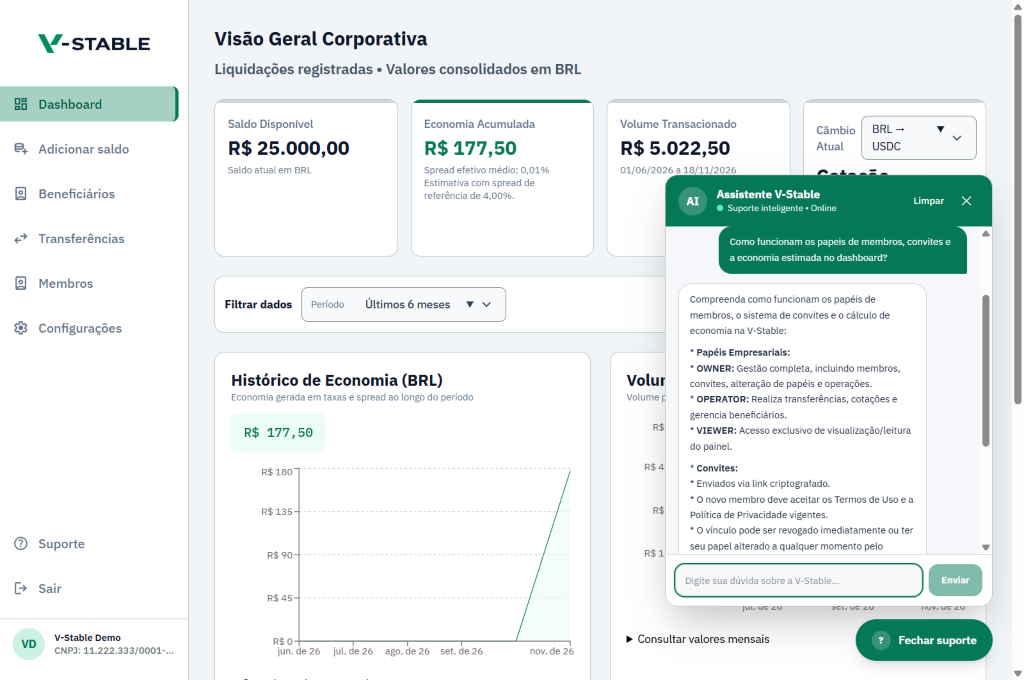 V-STABLE
Dashboard
Adicionar saldo
Beneficiários
Transferências
Membros
Configurações
Suporte
Sair
VD
V-Stable Demo
CNPJ: 11.222.333/0001-...
Visão Geral Corporativa
Liquidações registradas • Valores consolidados em BRL
Saldo Disponível
R$ 25.000,00
Saldo atual em BRL
Economia Acumulada
R$ 177,50
Spread efetivo médio: 0,01%
Estimativa com spread de
referência de 4,00%.
Volume Transacionado
R$ 5.022,50
01/06/2026 a 18/11/2026
Câmbio
Atual
BRL →
USDC
Cotação
Filtrar dados
Período
Últimos 6 meses
Histórico de Economia (BRL)
Economia gerada em taxas e spread ao longo do período
R$ 177,50
R$ 180
R$ 135
R$ 90
R$ 45
R$ 0
jun. de 26
jul. de 26
ago. de 26
set. de 26
nov. de 26
R$
R$ 4
R$
R$ 1
jul. de 26
set. de 26
nov. de 26
Consultar valores mensais
AI
Assistente V-Stable
Suporte inteligente • Online
Limpar
Como funcionam os papeis de membros, convites e
a economia estimada no dashboard?
Compreenda como funcionam os papéis de
membros, o sistema de convites e o cálculo de
economia na V-Stable:
* Papéis Empresariais:
* OWNER: Gestão completa, incluindo membros,
convites, alteração de papéis e operações.
* OPERATOR: Realiza transferências, cotações e
gerencia beneficiários.
* VIEWER: Acesso exclusivo de visualização/leitura
do painel.
* Convites:
* Enviados via link criptografado.
* O novo membro deve aceitar os Termos de Uso e a
Política de Privacidade vigentes.
* O vínculo pode ser revogado imediatamente ou ter
seu papel alterado a qualquer momento pelo
Digite sua dúvida sobre a V-Stable...
Enviar
? Fechar suporte